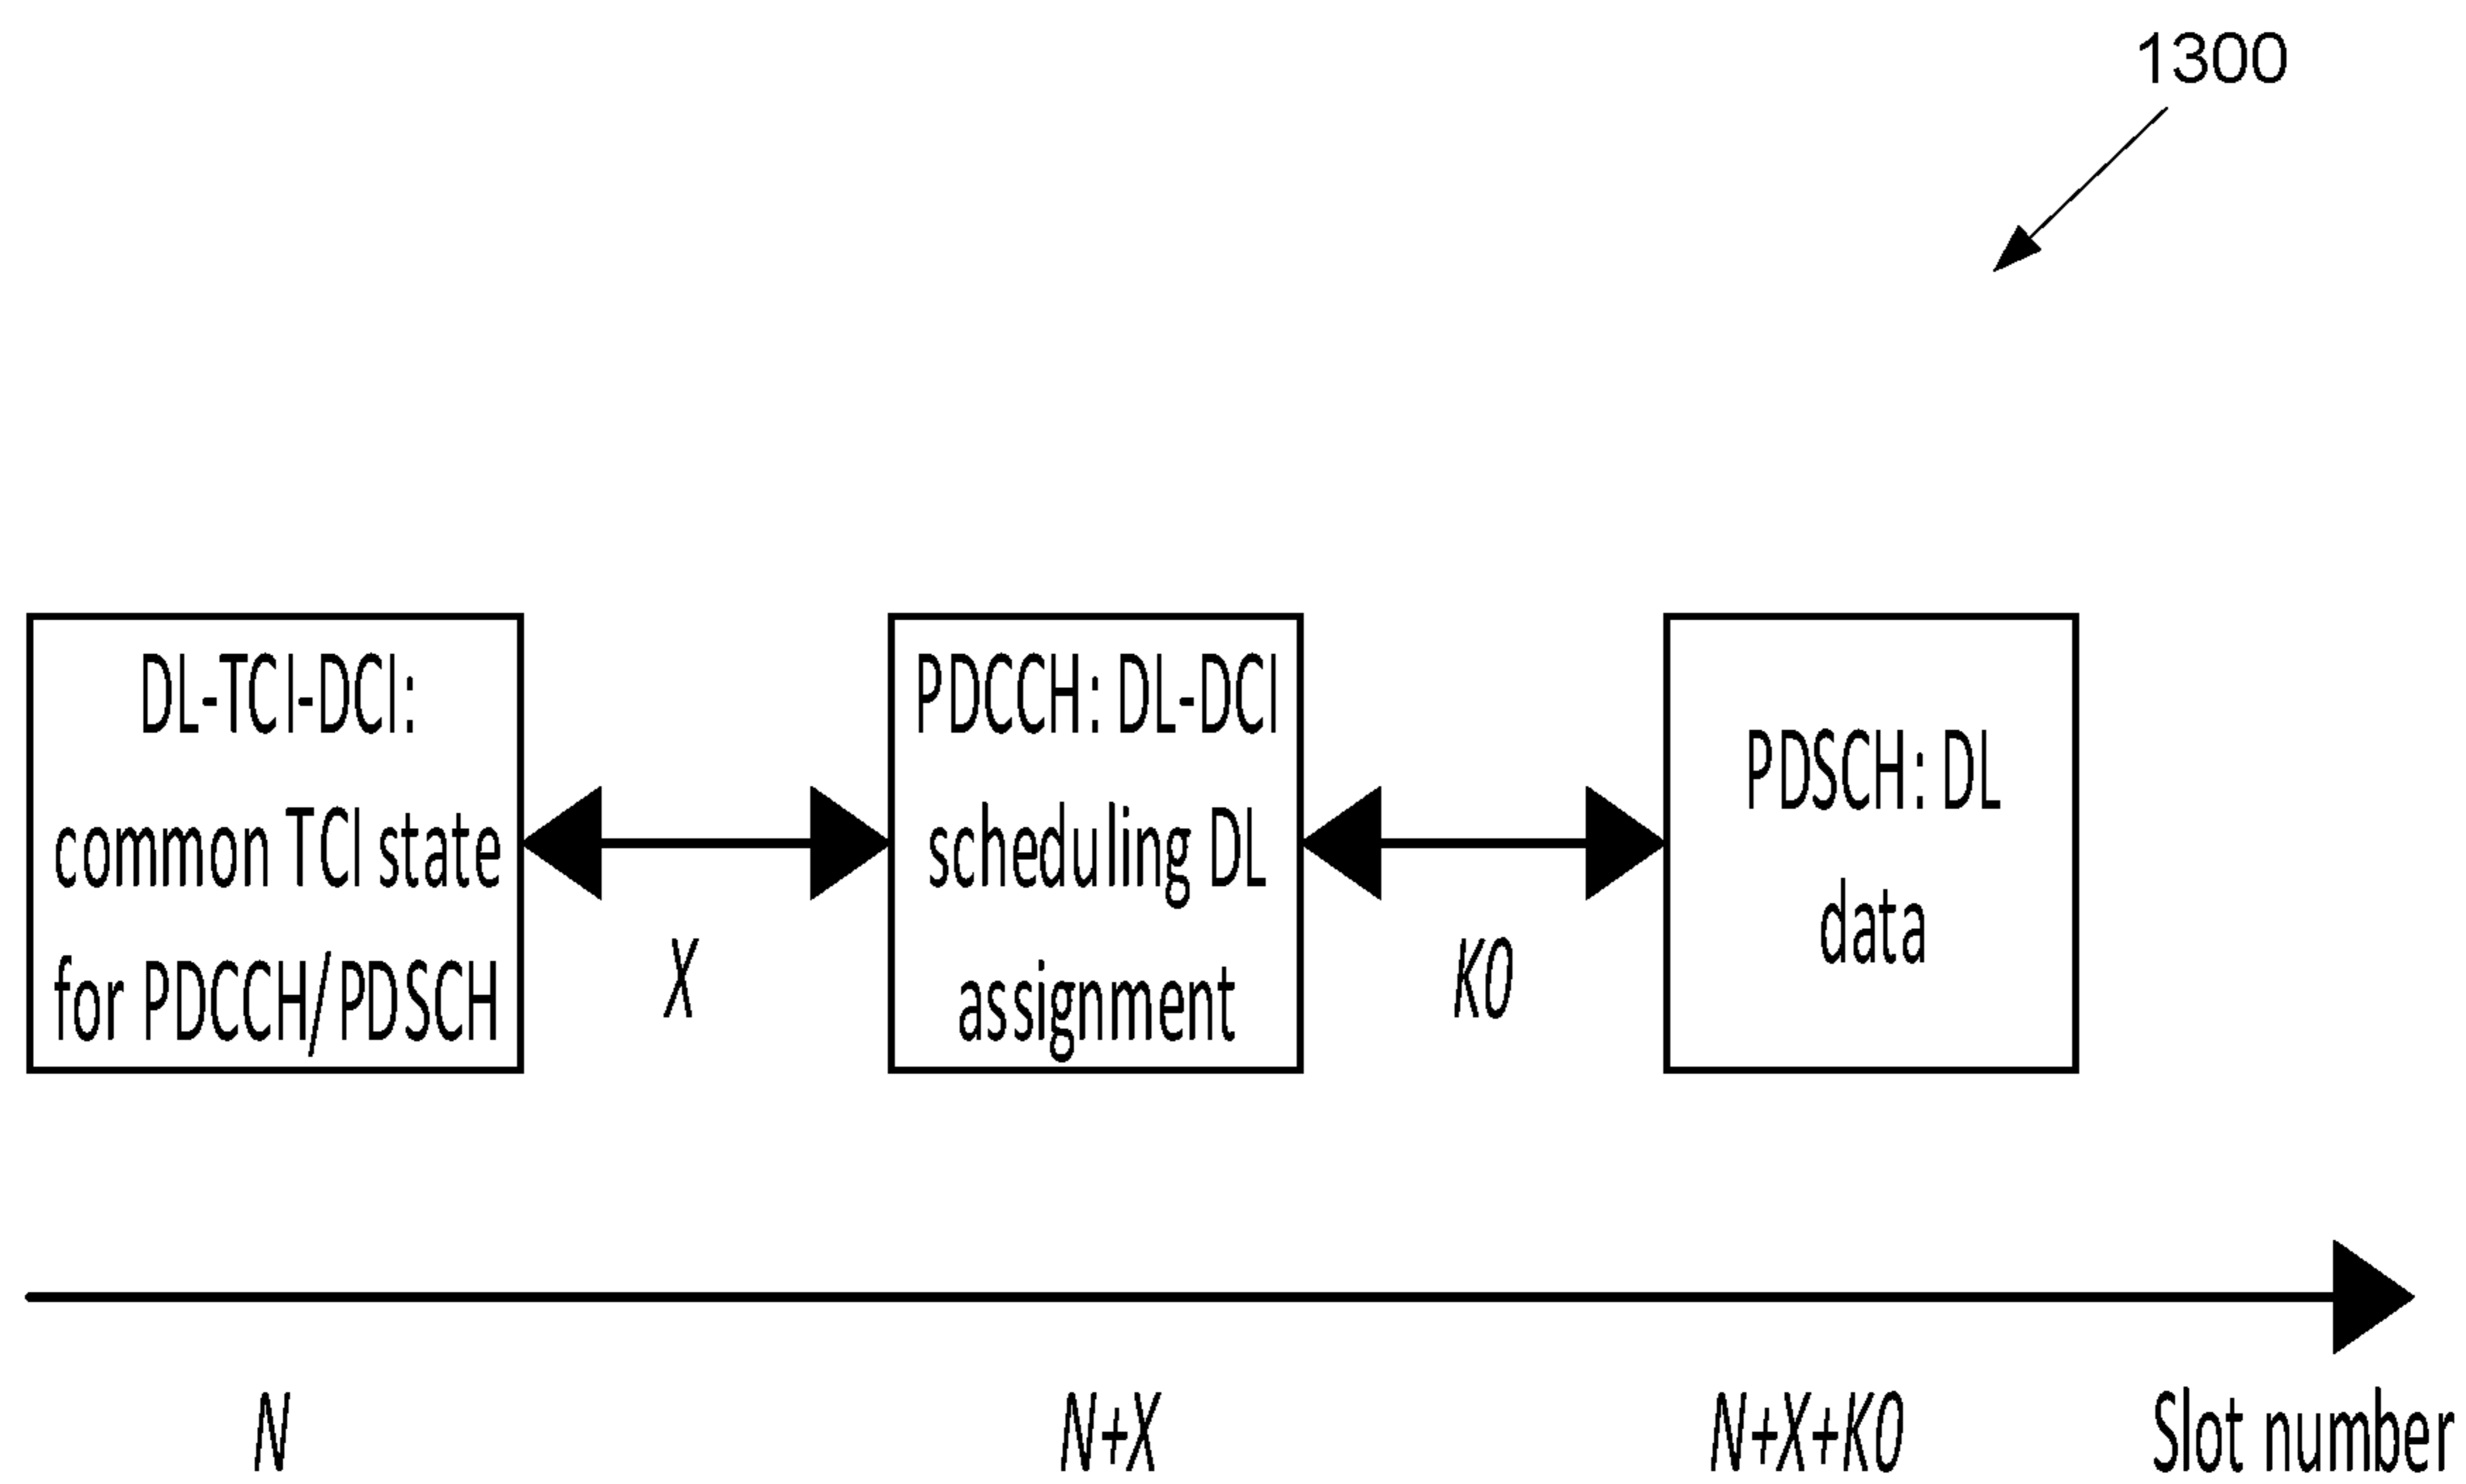 1300
DL-TCI-DCI:
common TCI state
for PDCCH/PDSCH
X
PDCCH: DL-DCI
scheduling DL
assignment
K0
PDSCH: DL
data
N
N+X
N+X+K0
Slot number